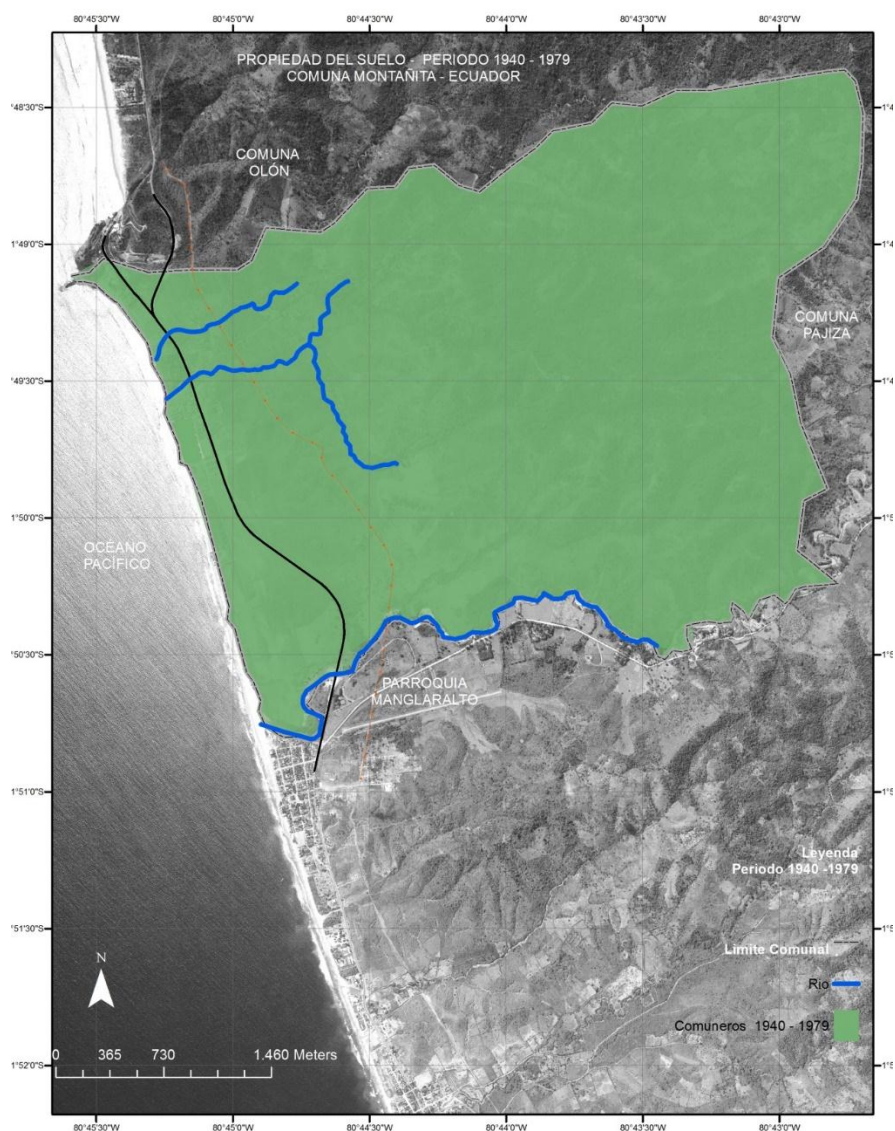 80°45'30"W 80°45'0"W 80°44'30"W 80°44'0"W 80°43'30"W 80°43'0"W
PROPIEDAD DEL SUELO - PERIODO 1940 - 1979
COMUNA MONTAÑITA - ECUADOR
1°48'30"S
COMUNA
OLÓN
1°49'0"S
COMUNA
PAJIZA
1°49'30"S
1°50'0"S
OCÉANO
PACÍFICO
1°50'30"S
PARROQUIA
MANGLARALTO
1°51'0"S
Leyenda
Periodo 1940 -1979
1°51'30"S
Límite Comunal
N
Rio
Comuneros 1940 - 1979
0 365 730 1.460 Meters
1°52'0"S
80°45'30"W 80°45'0"W 80°44'30"W 80°44'0"W 80°43'30"W 80°43'0"W